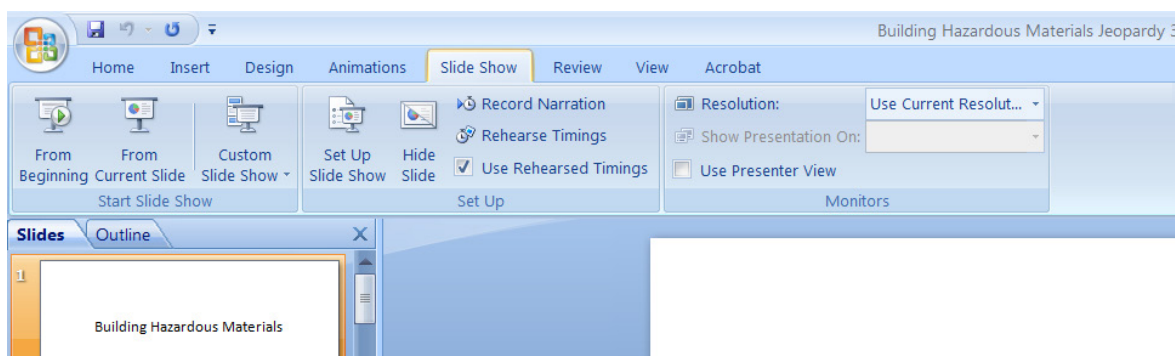 Building Hazardous Materials Jeopardy 3
Home Insert Design Animations Slide Show Review View Acrobat
From Beginning
From Current Slide
Custom Slide Show
Start Slide Show
Set Up Slide Show
Hide Slide
Record Narration
Rehearse Timings
Use Rehearsed Timings
Set Up
Resolution: Use Current Resolut...
Show Presentation On:
Use Presenter View
Monitors
Slides Outline
1
Building Hazardous Materials